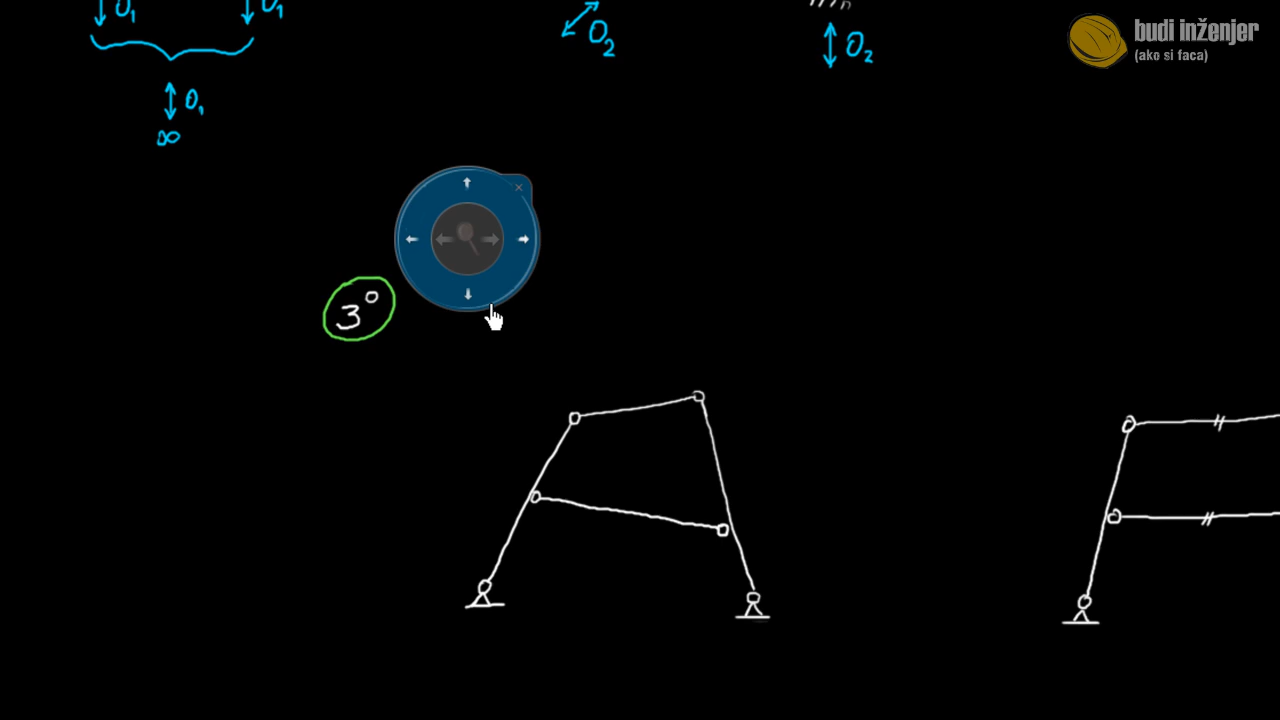 O₁ O₁
O₂
O₂
budi inženjer
(ako si faca)
O₁
∞
3°